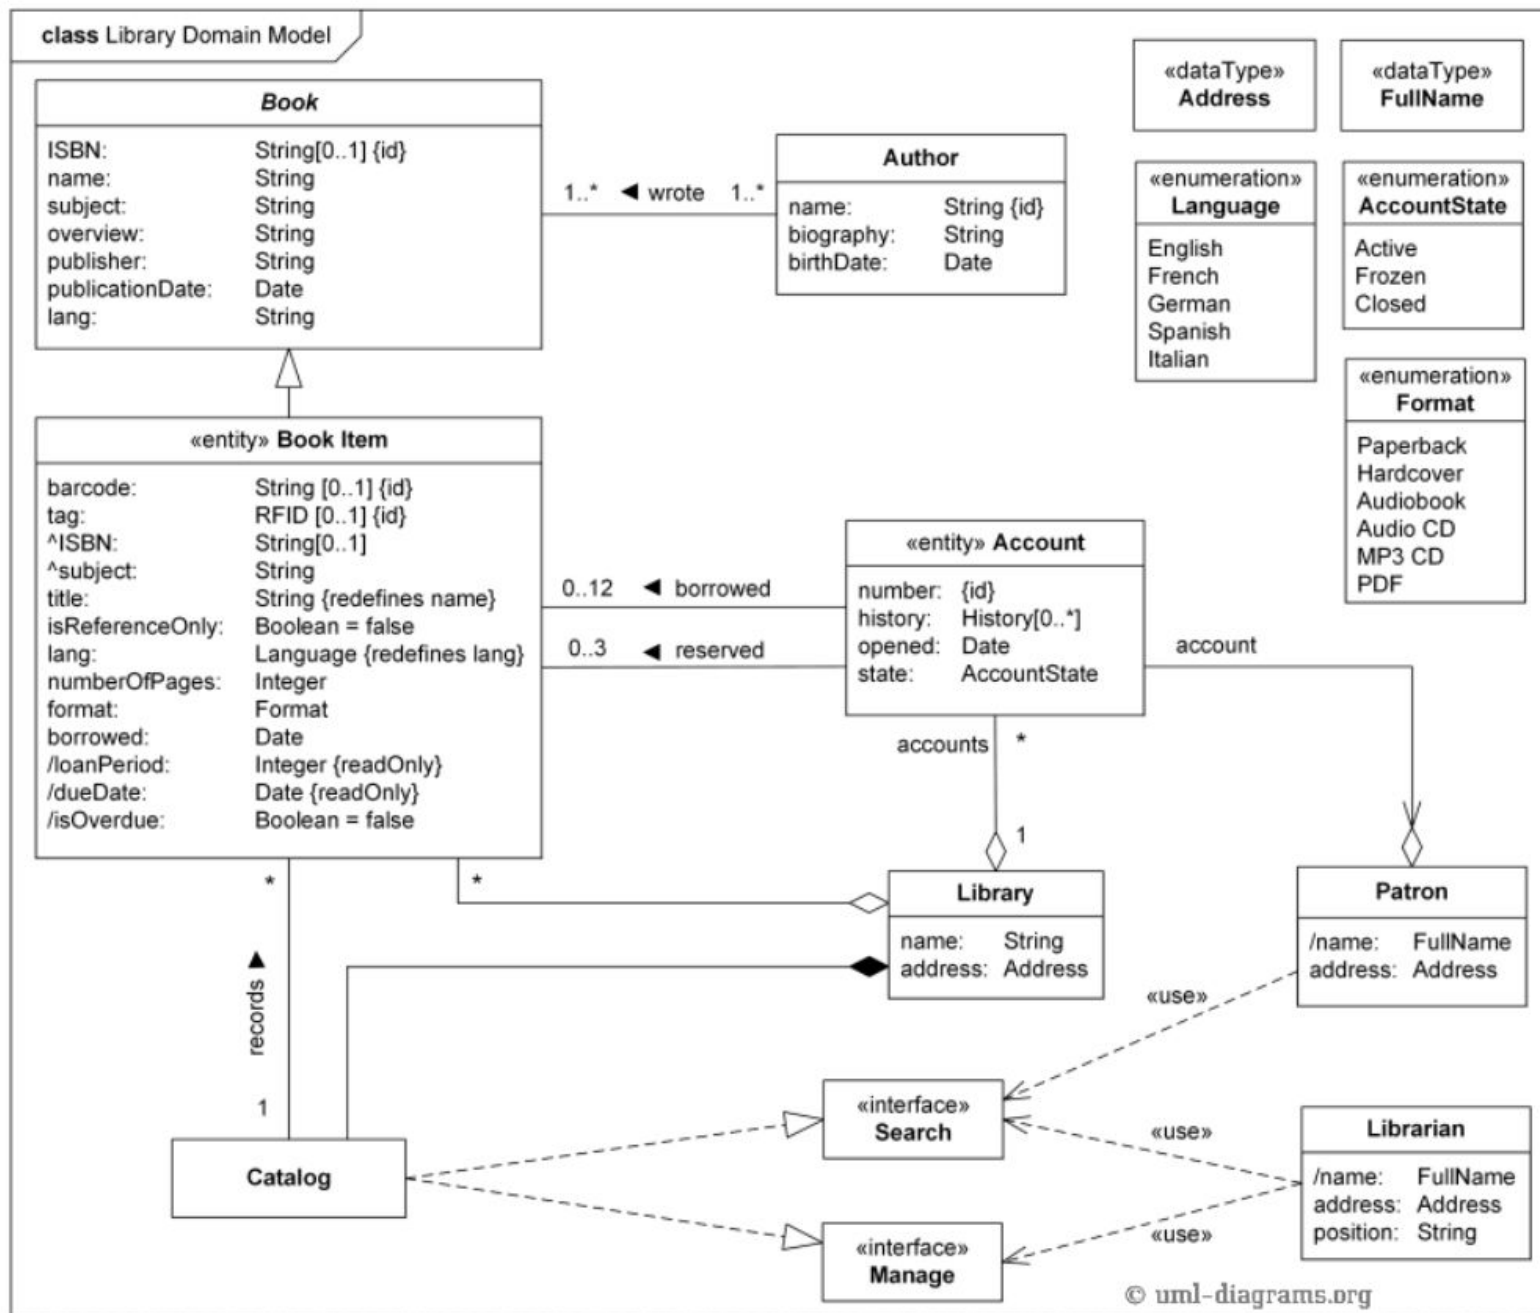 class Library Domain Model
Book
ISBN: String[0..1] {id}
name: String
subject: String
overview: String
publisher: String
publicationDate: Date
lang: String
1..* ◄ wrote 1..*
Author
name: String {id}
biography: String
birthDate: Date
«dataType»
Address
«dataType»
FullName
«enumeration»
Language
English
French
German
Spanish
Italian
«enumeration»
AccountState
Active
Frozen
Closed
«enumeration»
Format
Paperback
Hardcover
Audiobook
Audio CD
MP3 CD
PDF
«entity» Book Item
barcode: String [0..1] {id}
tag: RFID [0..1] {id}
^ISBN: String[0..1]
^subject: String
title: String {redefines name}
isReferenceOnly: Boolean = false
lang: Language {redefines lang}
numberOfPages: Integer
format: Format
borrowed: Date
/loanPeriod: Integer {readOnly}
/dueDate: Date {readOnly}
/isOverdue: Boolean = false
0..12 ◄ borrowed
0..3 ◄ reserved
«entity» Account
number: {id}
history: History[0..*]
opened: Date
state: AccountState
account
accounts *
1
*
*
records ►
1
Library
name: String
address: Address
Patron
/name: FullName
address: Address
«use»
«interface»
Search
«use»
Librarian
/name: FullName
address: Address
position: String
Catalog
«use»
«interface»
Manage
© uml-diagrams.org